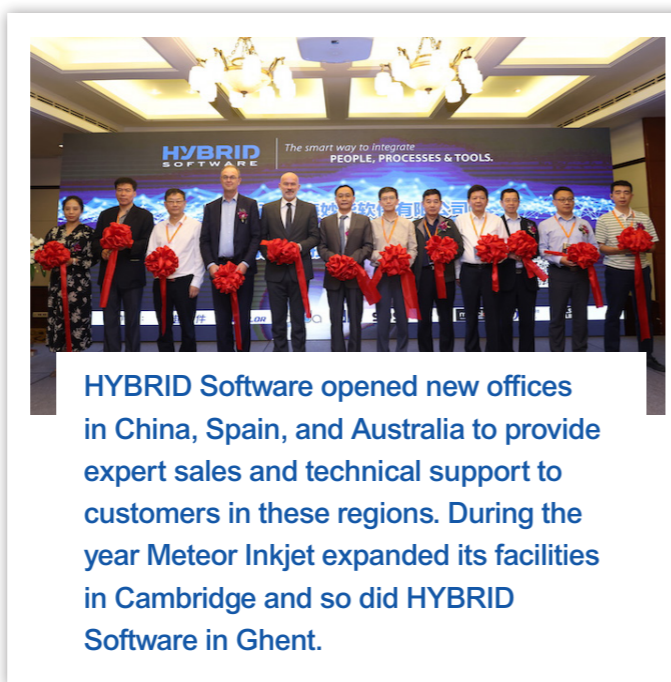 HYBRID
SOFTWARE
The smart way to integrate
PEOPLE, PROCESSES & TOOLS.
HYBRID Software opened new offices
in China, Spain, and Australia to provide
expert sales and technical support to
customers in these regions. During the
year Meteor Inkjet expanded its facilities
in Cambridge and so did HYBRID
Software in Ghent.